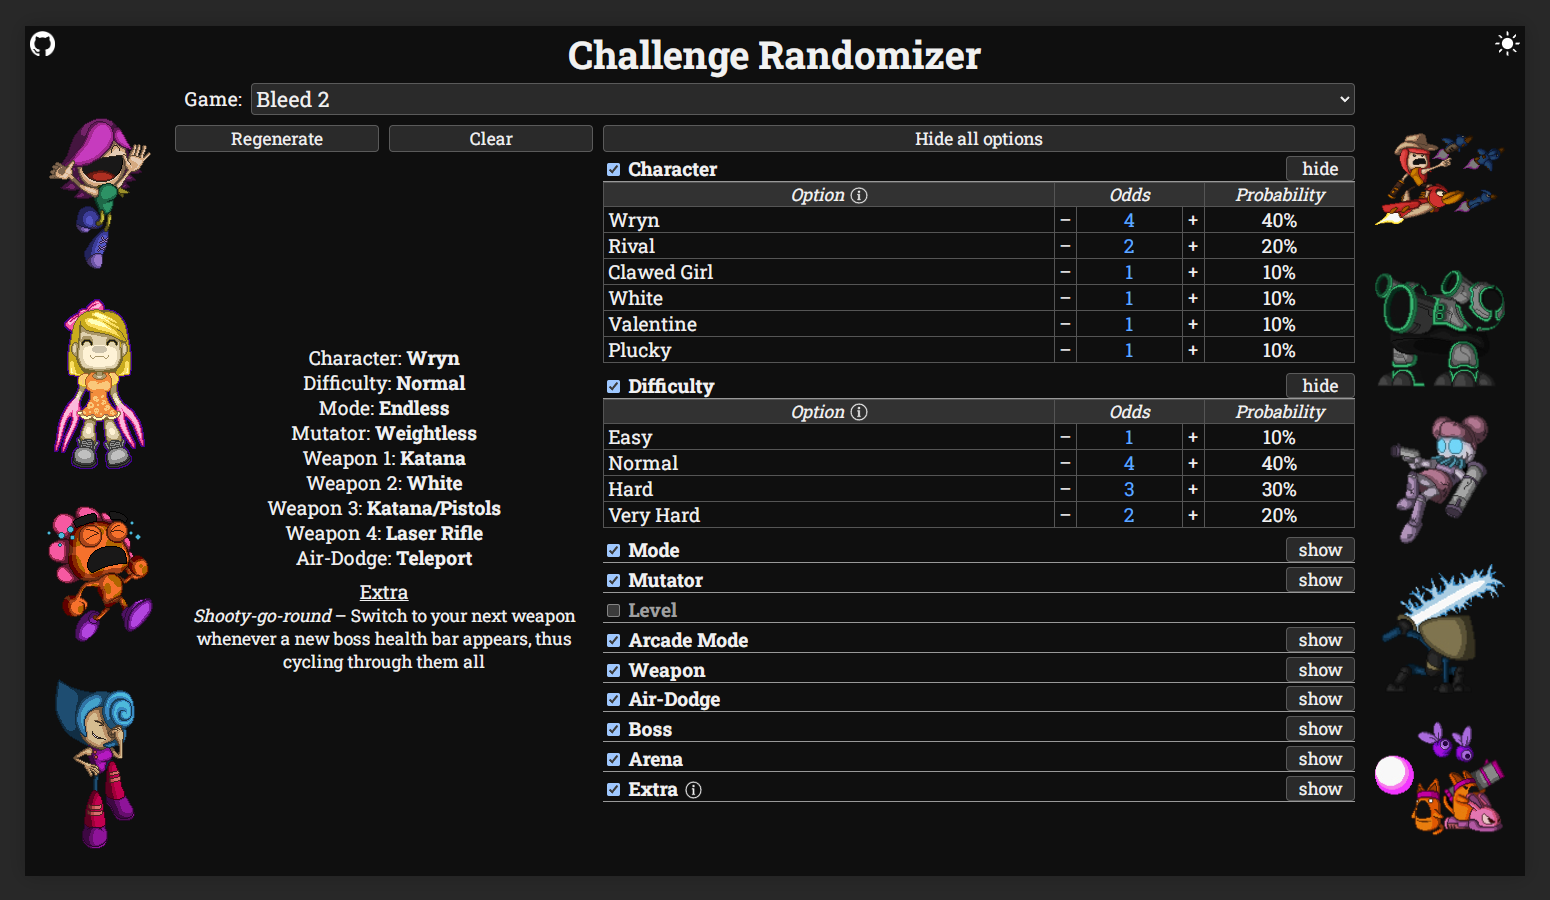 Challenge Randomizer
Game: Bleed 2
Regenerate Clear Hide all options
Character: Wryn
Difficulty: Normal
Mode: Endless
Mutator: Weightless
Weapon 1: Katana
Weapon 2: White
Weapon 3: Katana/Pistols
Weapon 4: Laser Rifle
Air-Dodge: Teleport
Extra
Shooty-go-round – Switch to your next weapon
whenever a new boss health bar appears, thus
cycling through them all
Character hide
Option ⓘ Odds Probability
Wryn − 4 + 40%
Rival − 2 + 20%
Clawed Girl − 1 + 10%
White − 1 + 10%
Valentine − 1 + 10%
Plucky − 1 + 10%
Difficulty hide
Option ⓘ Odds Probability
Easy − 1 + 10%
Normal − 4 + 40%
Hard − 3 + 30%
Very Hard − 2 + 20%
Mode show
Mutator show
Level
Arcade Mode show
Weapon show
Air-Dodge show
Boss show
Arena show
Extra ⓘ show